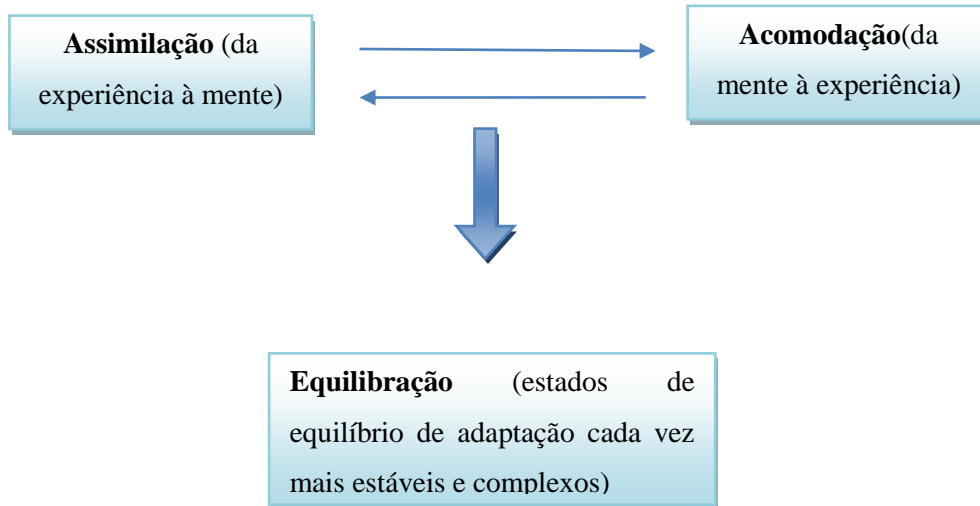 Assimilação (da
experiência à mente)
Acomodação(da
mente à experiência)
Equilibração (estados de
equilíbrio de adaptação cada vez
mais estáveis e complexos)